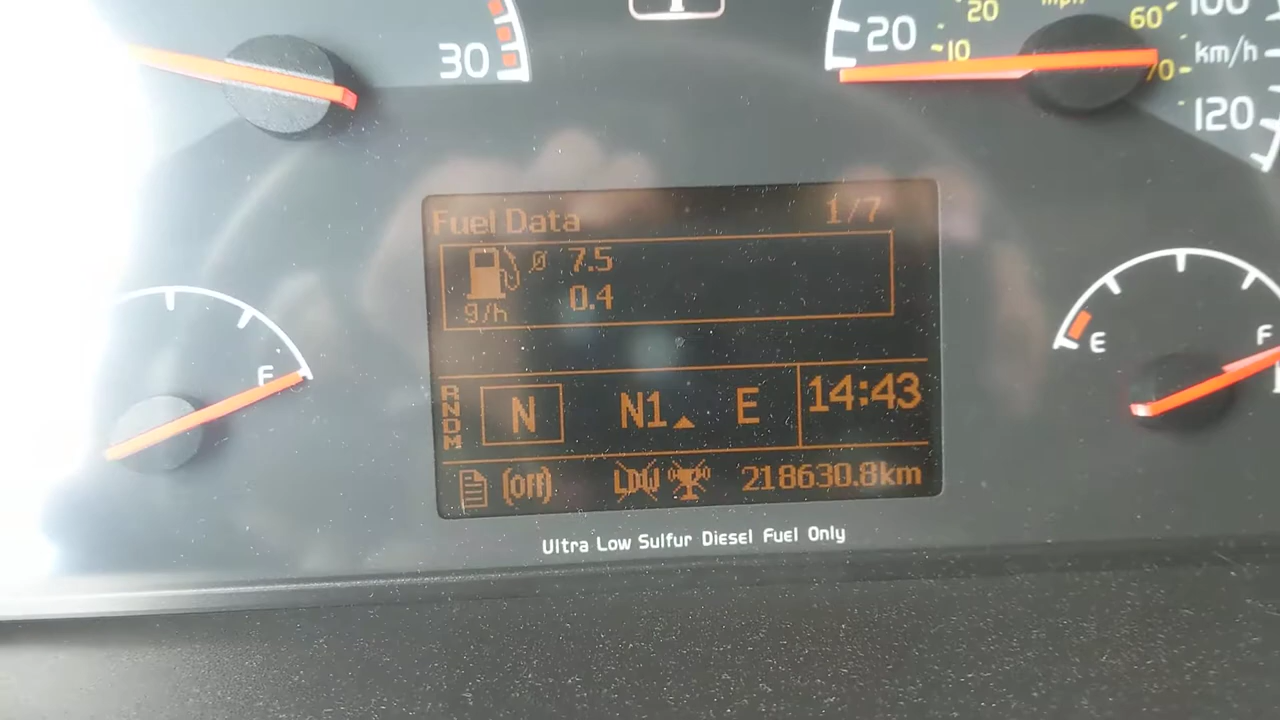 30
20
10
20
mph
60
70
100
km/h
120
Fuel Data 1/7
ø 7.5
0.4
g/h
F
E
F
RNDM
N N1 E 14:43
(Off) LDW 218630.8km
Ultra Low Sulfur Diesel Fuel Only